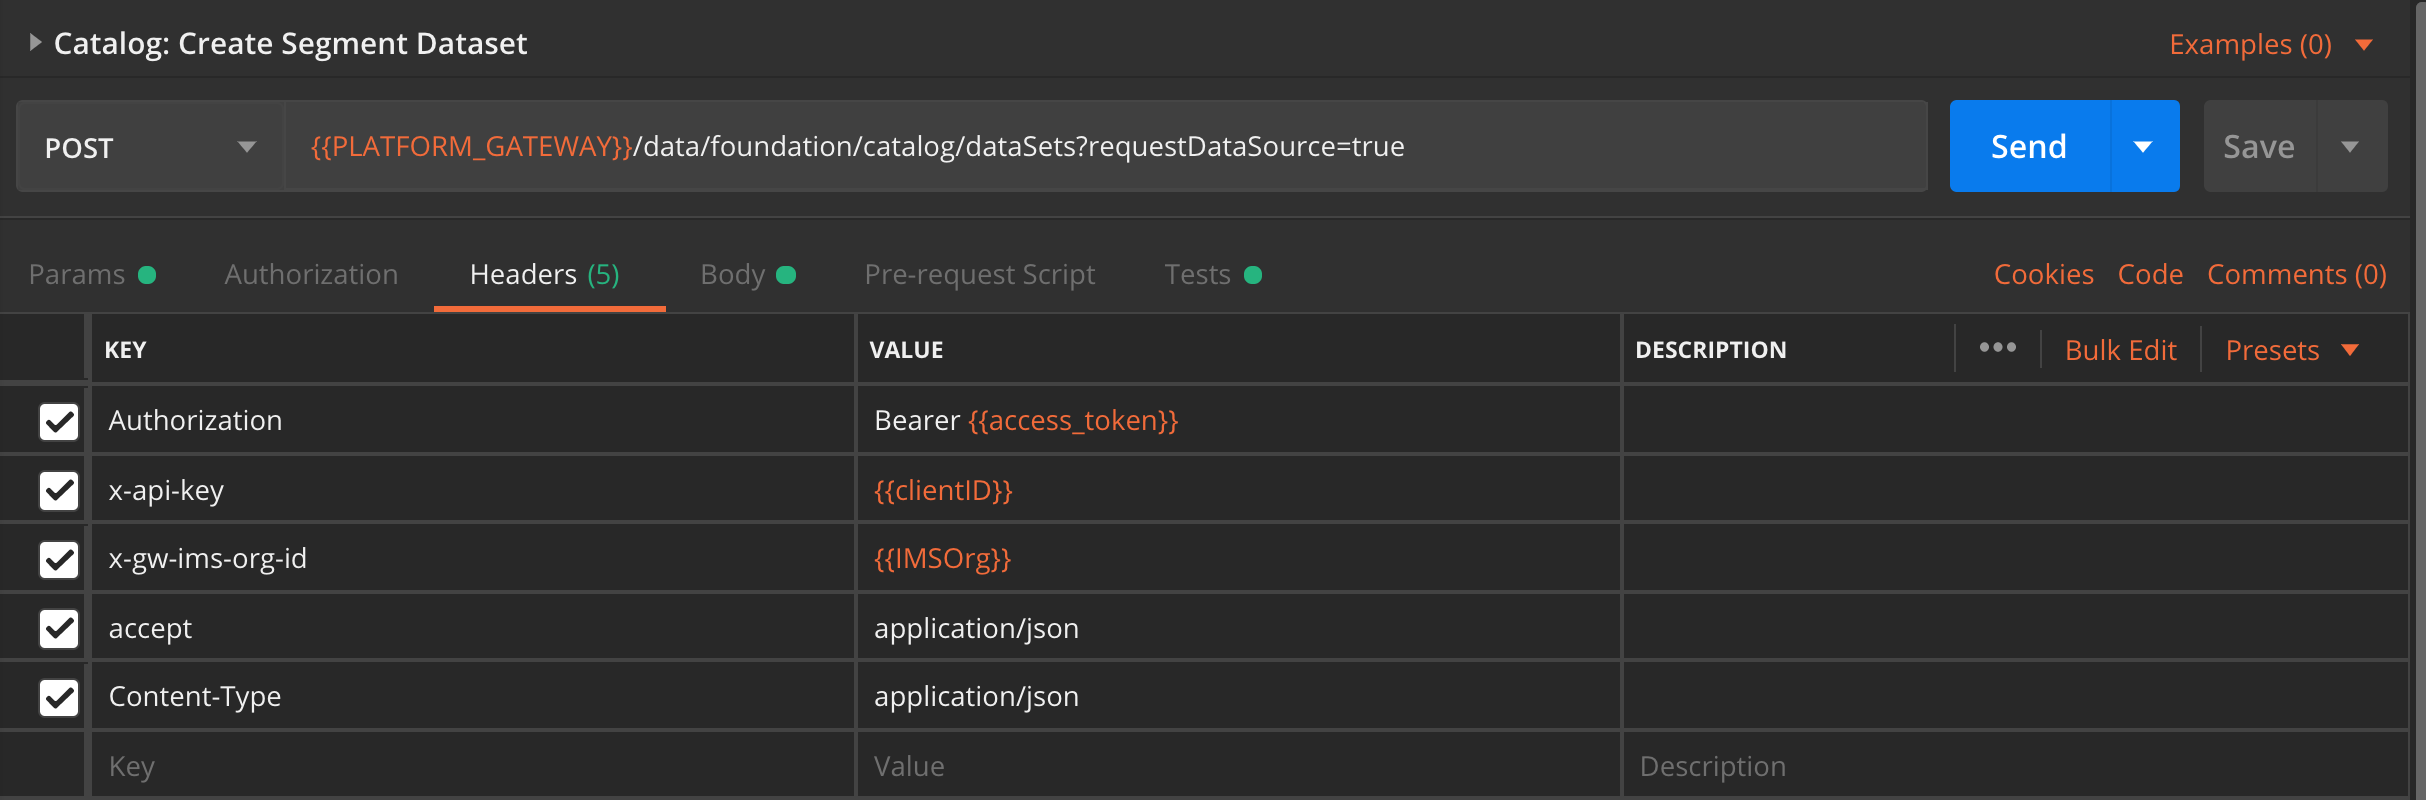 Catalog: Create Segment Dataset
Examples (0)
POST
{{PLATFORM_GATEWAY}}/data/foundation/catalog/dataSets?requestDataSource=true
Send
Save
Params
Authorization
Headers (5)
Body
Pre-request Script
Tests
Cookies
Code
Comments (0)
KEY
VALUE
DESCRIPTION
Bulk Edit
Presets
Authorization
Bearer {{access_token}}
x-api-key
{{clientID}}
x-gw-ims-org-id
{{IMSOrg}}
accept
application/json
Content-Type
application/json
Key
Value
Description